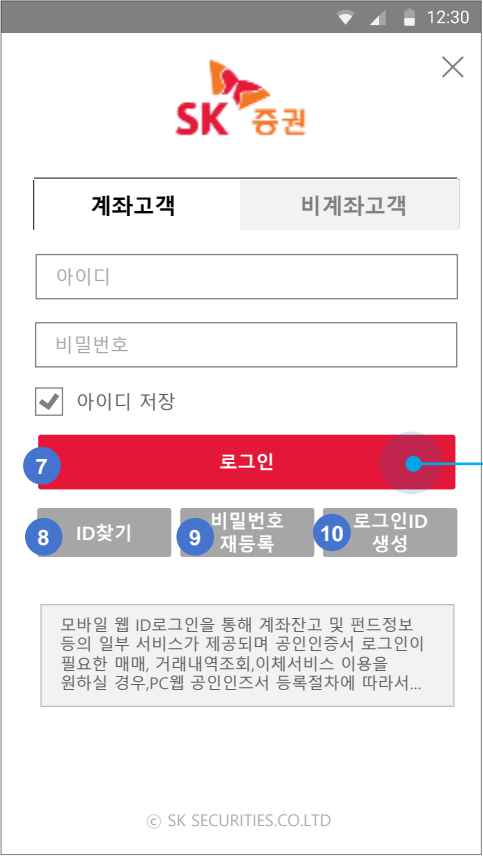 12:30
SK 증권
계좌고객
비계좌고객
아이디
비밀번호
아이디 저장
7
로그인
8
ID찾기
9
비밀번호
재등록
10
로그인ID
생성
모바일 웹 ID로그인을 통해 계좌잔고 및 펀드정보
등의 일부 서비스가 제공되며 공인인증서 로그인이
필요한 매매, 거래내역조회,이체서비스 이용을
원하실 경우,PC웹 공인인즈서 등록절차에 따라서...
ⓒ SK SECURITIES.CO.LTD